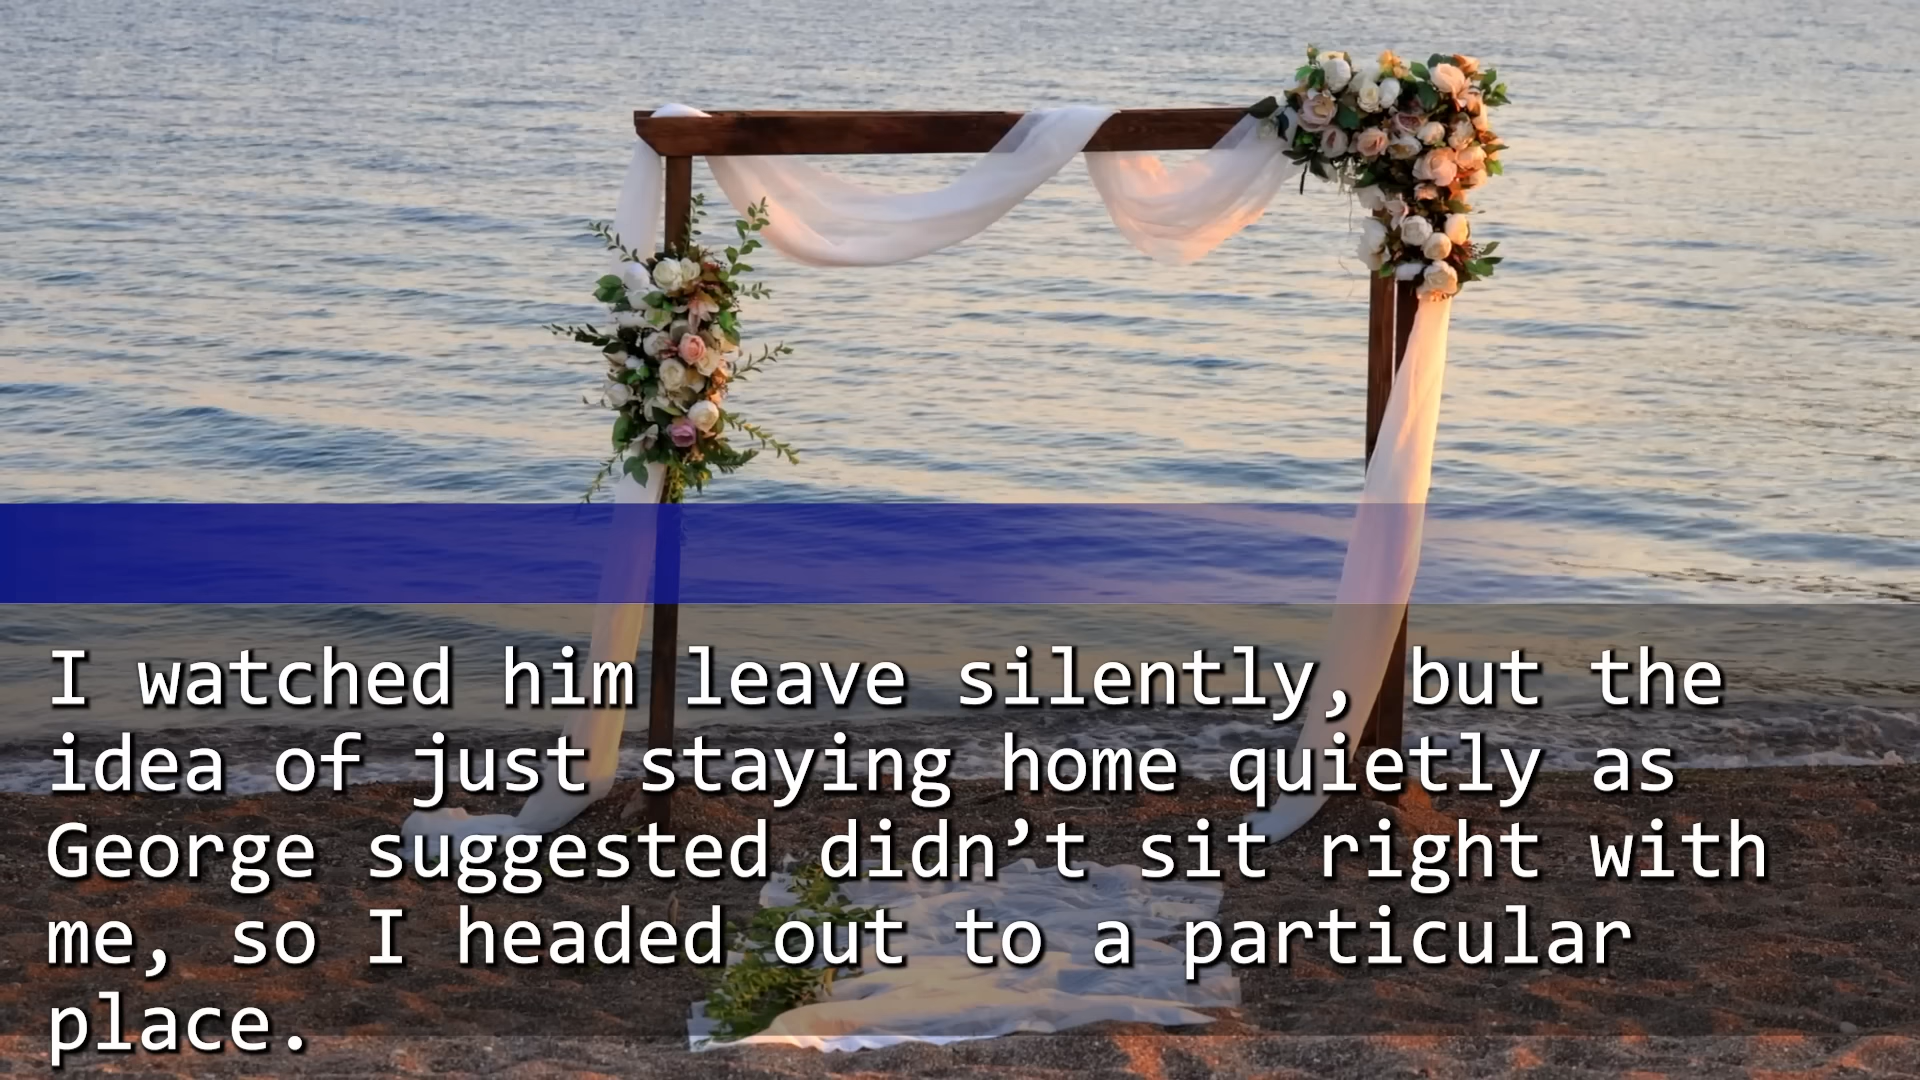 I watched him leave silently, but the
idea of just staying home quietly as
George suggested didn’t sit right with
me, so I headed out to a particular
place.